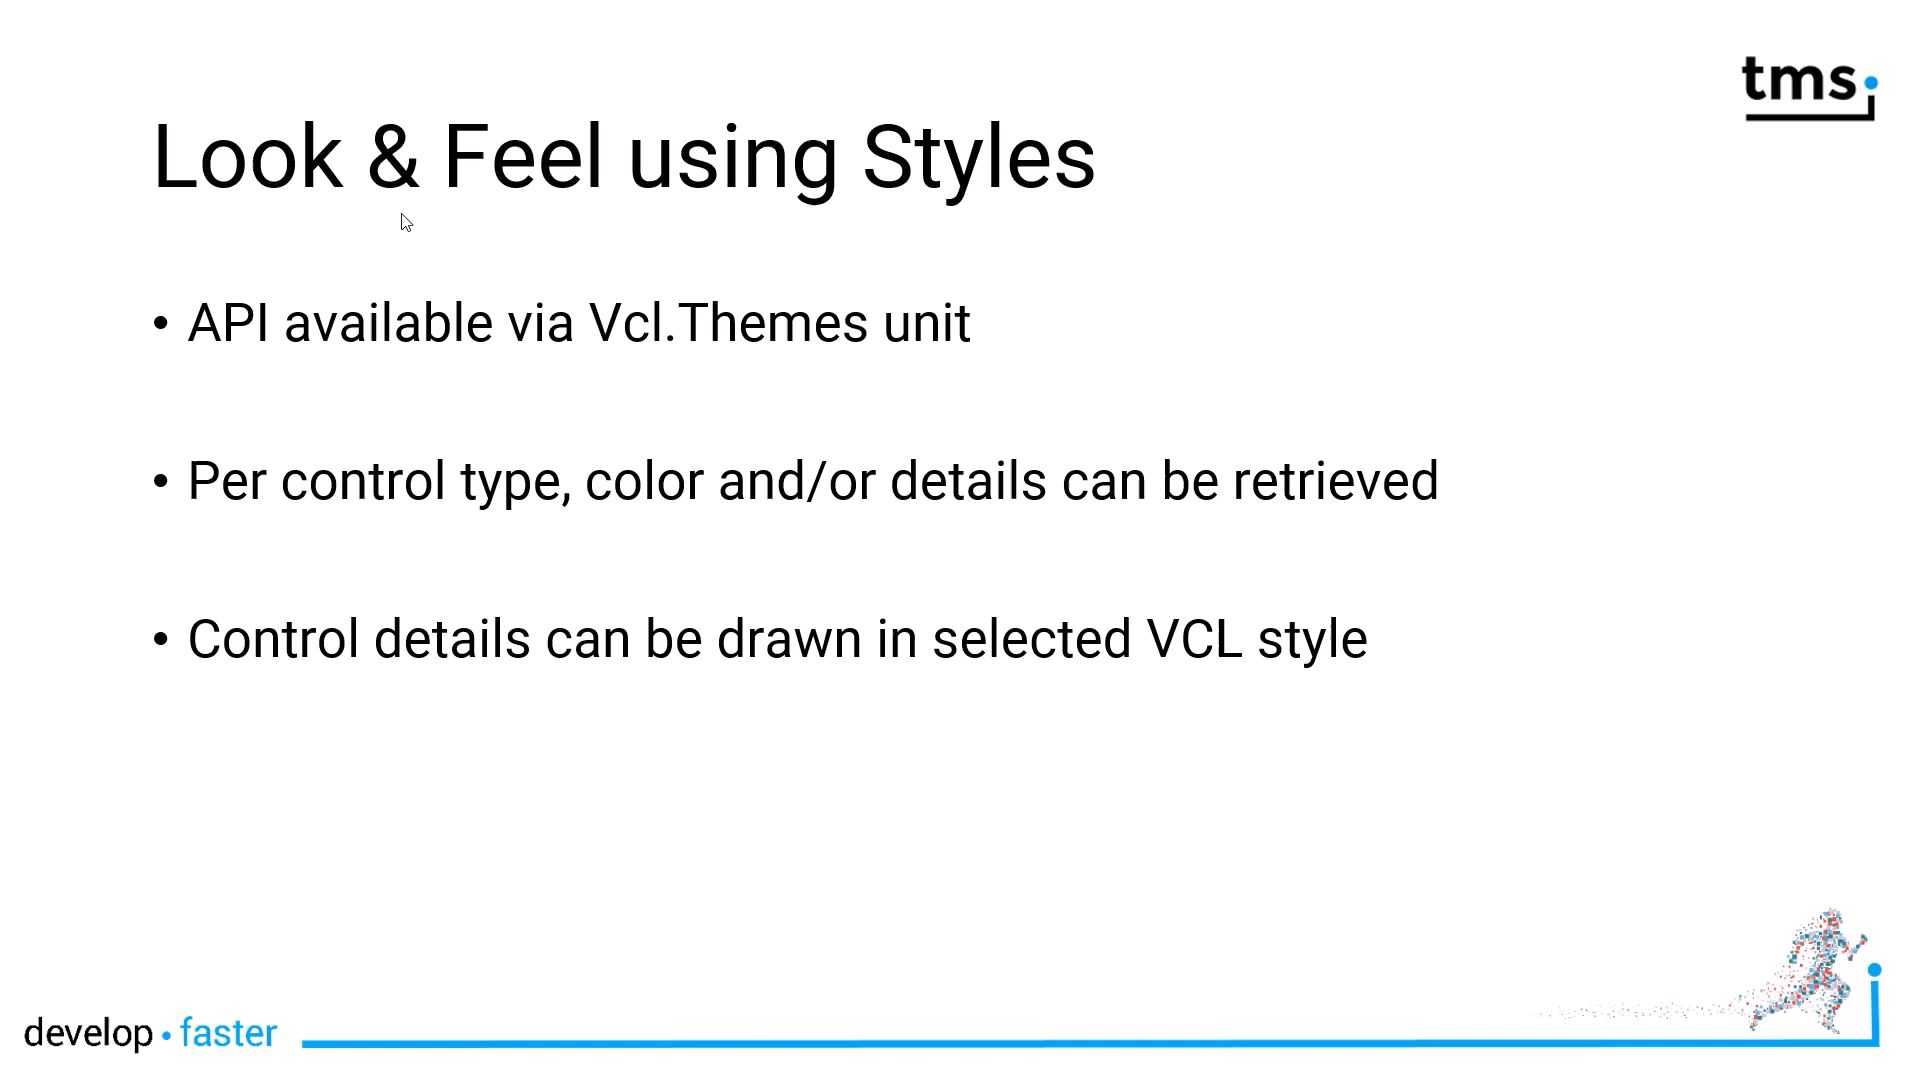 tms
Look & Feel using Styles
• API available via Vcl.Themes unit
• Per control type, color and/or details can be retrieved
• Control details can be drawn in selected VCL style
develop • faster